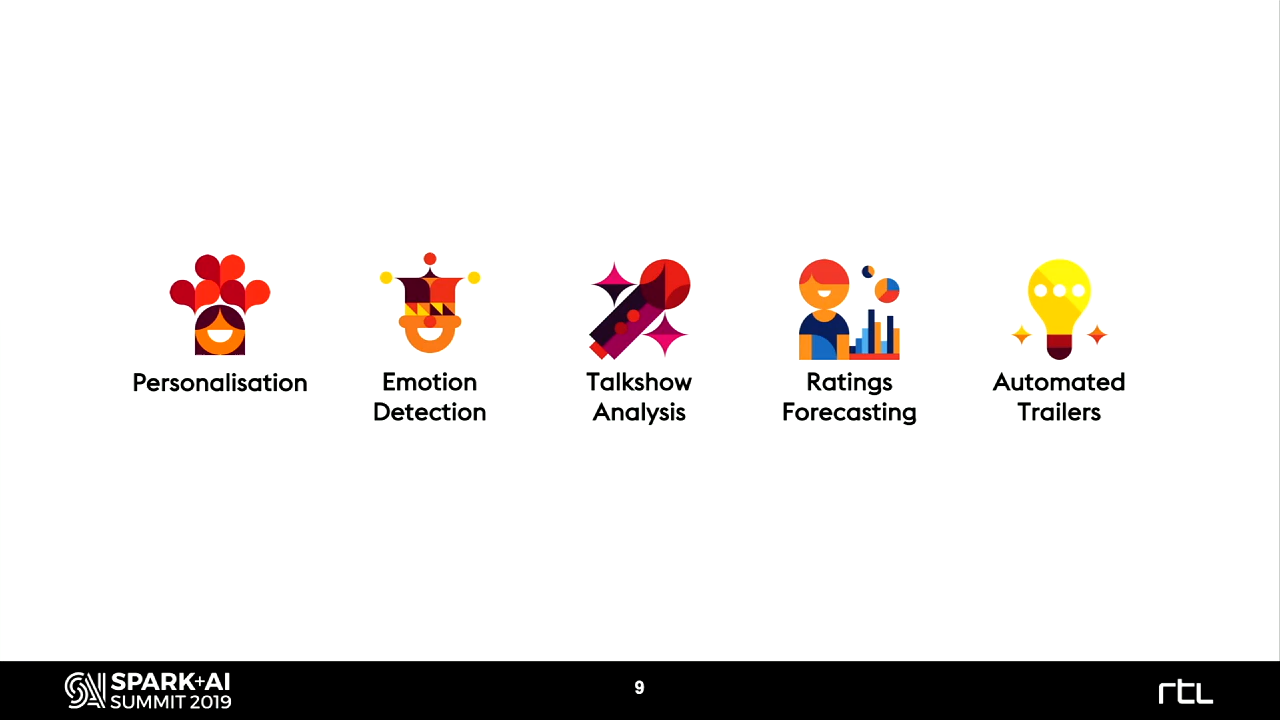 Personalisation
Emotion
Detection
Talkshow
Analysis
Ratings
Forecasting
Automated
Trailers
SPARK+AI
SUMMIT 2019
9
rtl